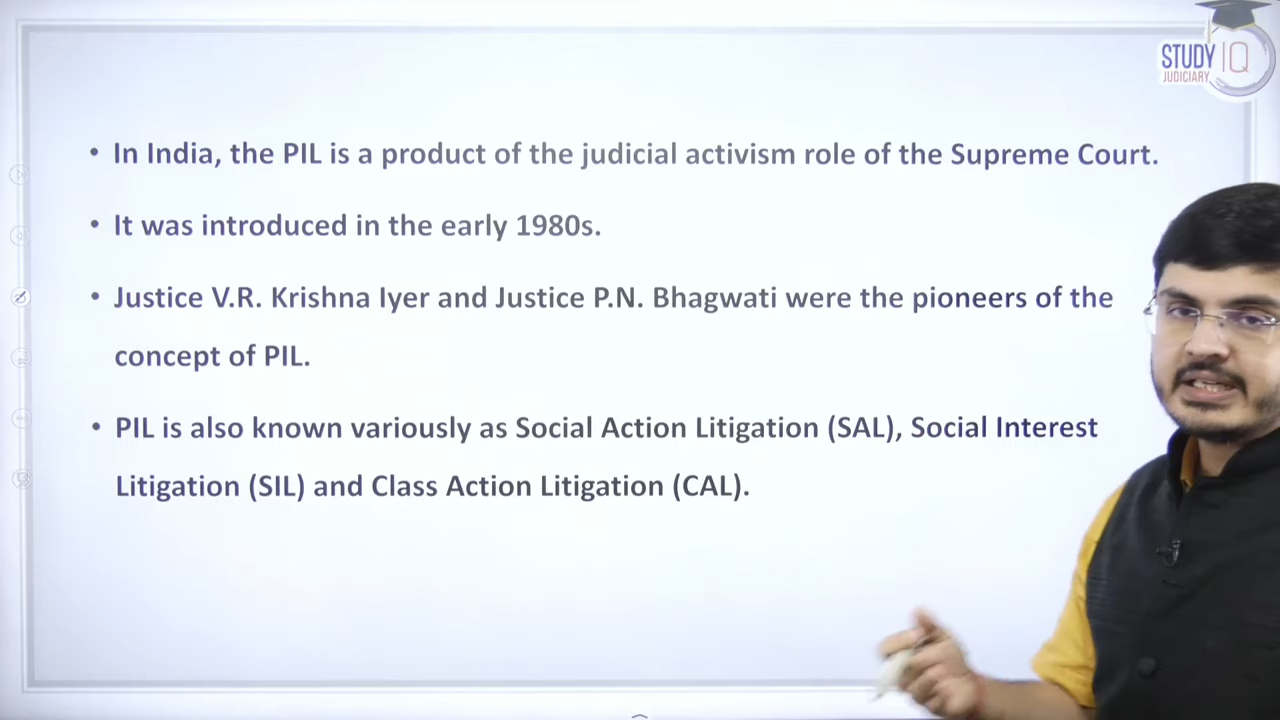 STUDY IQ
JUDICIARY
• In India, the PIL is a product of the judicial activism role of the Supreme Court.
• It was introduced in the early 1980s.
• Justice V.R. Krishna Iyer and Justice P.N. Bhagwati were the pioneers of the
concept of PIL.
• PIL is also known variously as Social Action Litigation (SAL), Social Interest
Litigation (SIL) and Class Action Litigation (CAL).